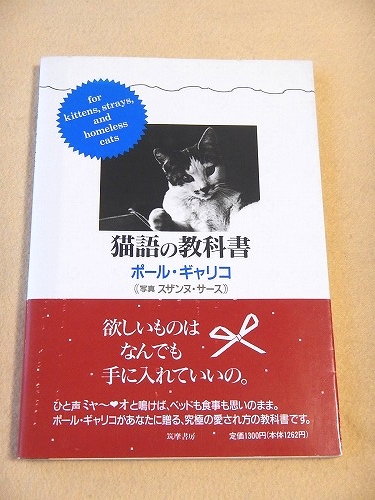 for
kittens, strays,
and
homeless
cats
猫語の教科書
ポール・ギャリコ
《写真 スザンヌ・サース》
欲しいものは
なんでも
手に入れていいの。
ひと声ミャ〜❤オと鳴けば、ベッドも食事も思いのまま。
ポール・ギャリコがあなたに贈る、究極の愛され方の教科書です。
筑摩書房 定価1300円(本体1262円)